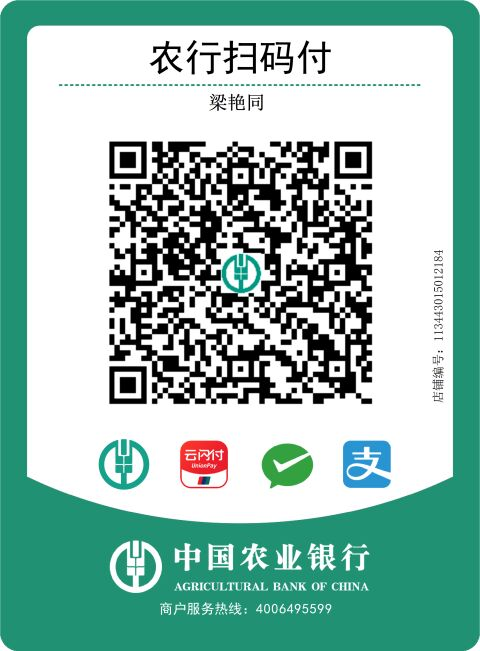 农行扫码付
梁艳同
店铺编号：113443015012184
云闪付
UnionPay
支
中国农业银行
AGRICULTURAL BANK OF CHINA
商户服务热线：4006495599